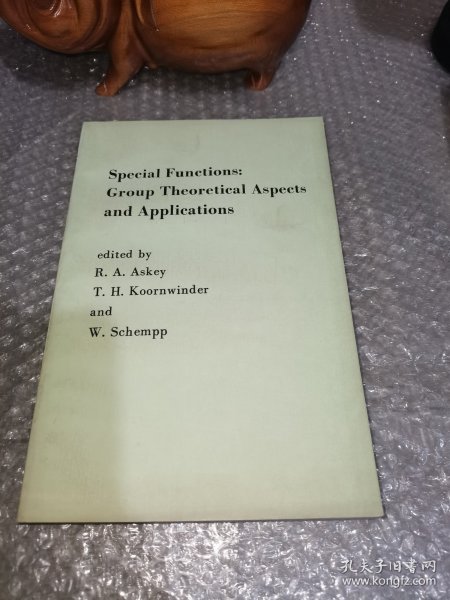 Special Functions:
Group Theoretical Aspects
and Applications
edited by
R. A. Askey
T. H. Koornwinder
and
W. Schempp
孔夫子旧书网
www.kongfz.com